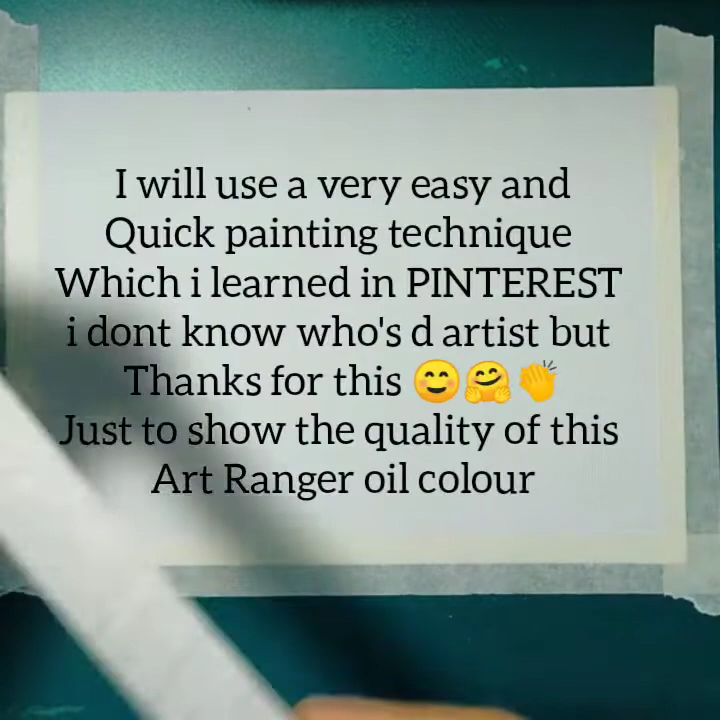 I will use a very easy and
Quick painting technique
Which i learned in PINTEREST
i dont know who's d artist but
Thanks for this 😊🤗👏
Just to show the quality of this
Art Ranger oil colour